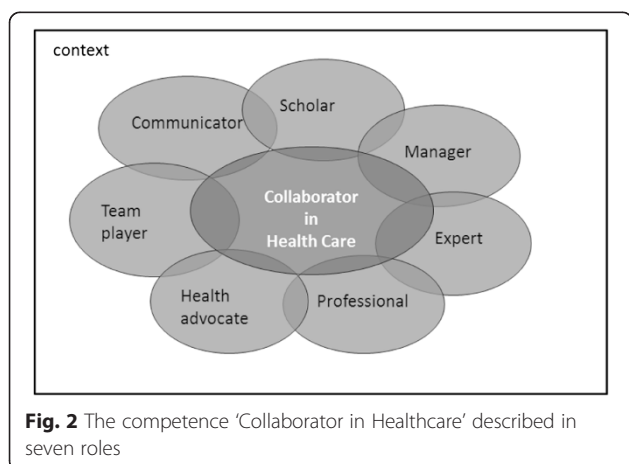 context
Scholar
Communicator
Manager
Collaborator
in
Health Care
Team
player
Expert
Health
advocate
Professional
Fig. 2 The competence ‘Collaborator in Healthcare’ described in
seven roles